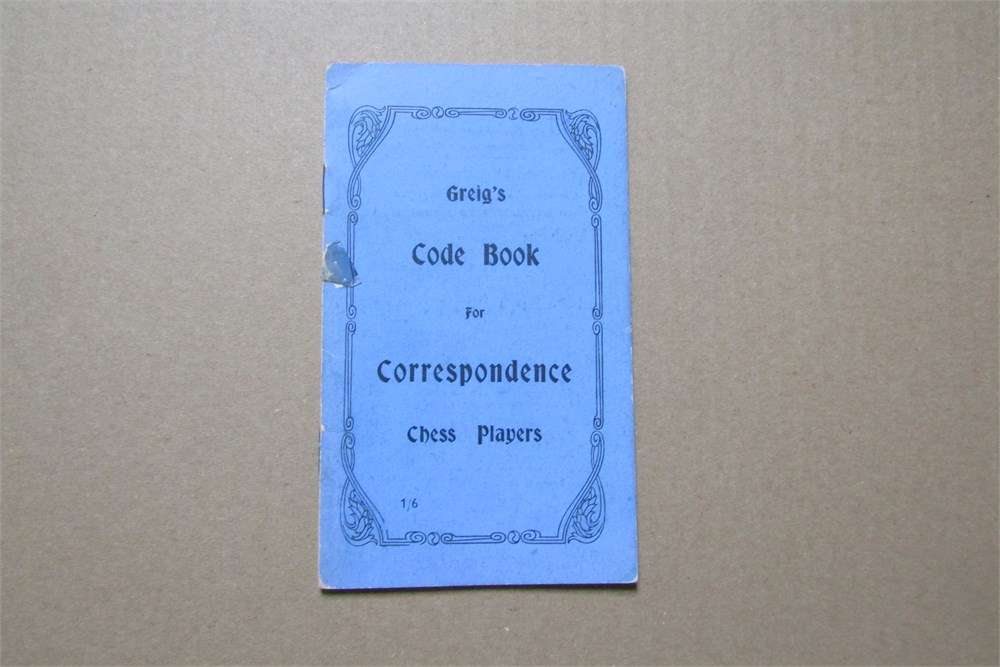 Greig's
Code Book
For
Correspondence
Chess Players
1/6